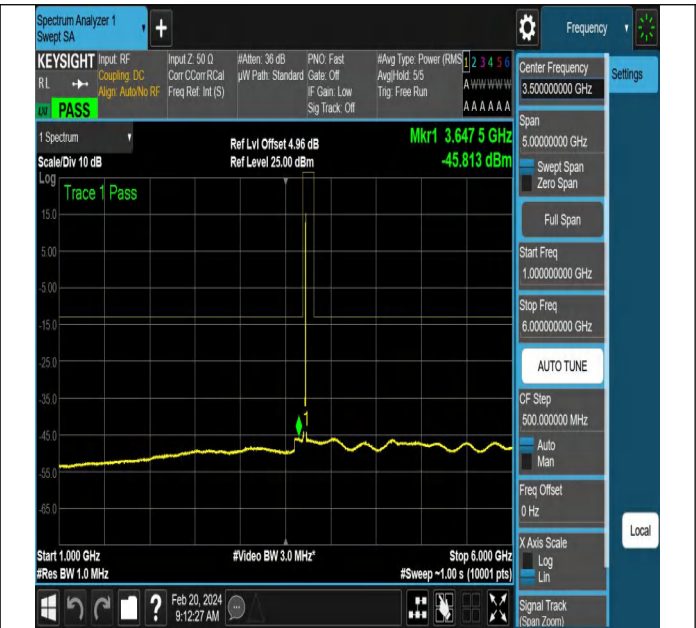 Spectrum Analyzer 1
Swept SA
Frequency
KEYSIGHT
RL
PASS
Input: RF
Coupling: DC
Align: Auto/No RF
Input Z: 50 Ω
Corr CCorr RCal
Freq Ref: Int (S)
#Atten: 36 dB
µW Path: Standard
PNO: Fast
Gate: Off
IF Gain: Low
Sig Track: Off
#Avg Type: Power (RMS
Avg|Hold: 5/5
Trig: Free Run
1 2 3 4 5 6
A W W W W W
A A A A A A
1 Spectrum
Scale/Div 10 dB
Ref Lvl Offset 4.96 dB
Ref Level 25.00 dBm
Mkr1 3.647 5 GHz
-45.813 dBm
Log
Trace 1 Pass
15.0
5.00
-5.00
-15.0
-25.0
-35.0
-45.0
-55.0
-65.0
1
Start 1.000 GHz
#Res BW 1.0 MHz
#Video BW 3.0 MHz*
Stop 6.000 GHz
#Sweep ~1.00 s (10001 pts)
Feb 20, 2024
9:12:27 AM
Center Frequency
3.500000000 GHz
Settings
Span
5.00000000 GHz
Swept Span
Zero Span
Full Span
Start Freq
1.000000000 GHz
Stop Freq
6.000000000 GHz
AUTO TUNE
CF Step
500.000000 MHz
Auto
Man
Freq Offset
0 Hz
X Axis Scale
Log
Lin
Local
Signal Track
(Span Zoom)